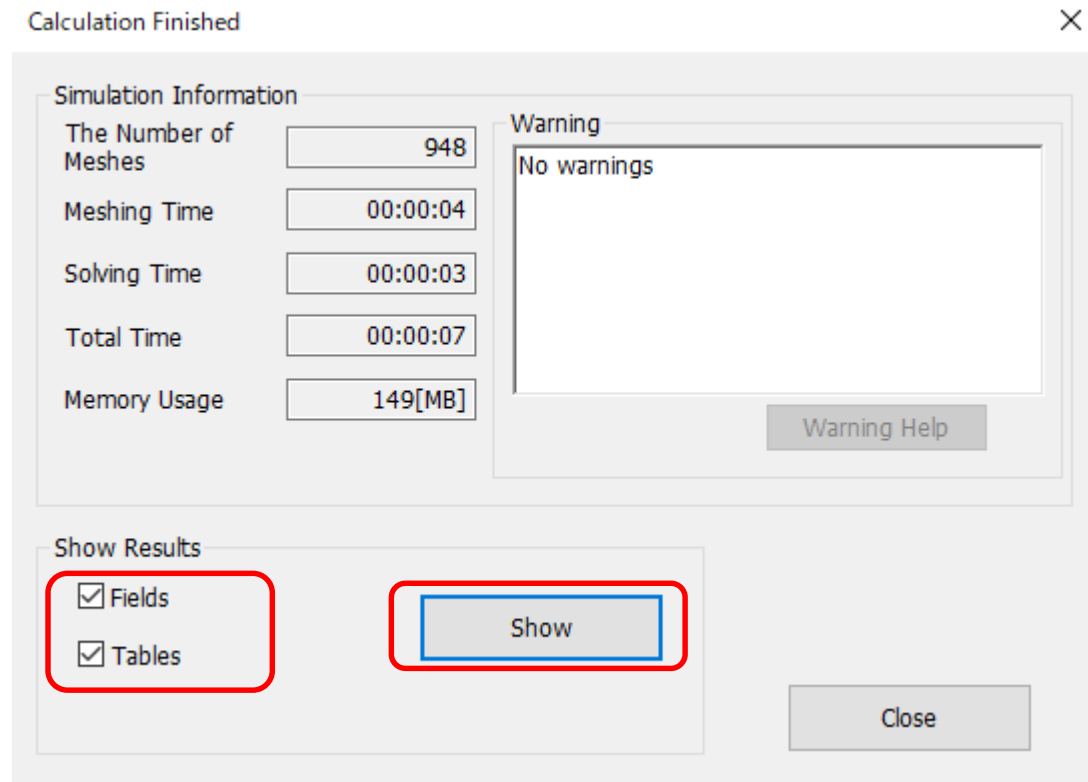 Calculation Finished
Simulation Information
The Number of
Meshes
948
Meshing Time
00:00:04
Solving Time
00:00:03
Total Time
00:00:07
Memory Usage
149[MB]
Warning
No warnings
Warning Help
Show Results
Fields
Tables
Show
Close